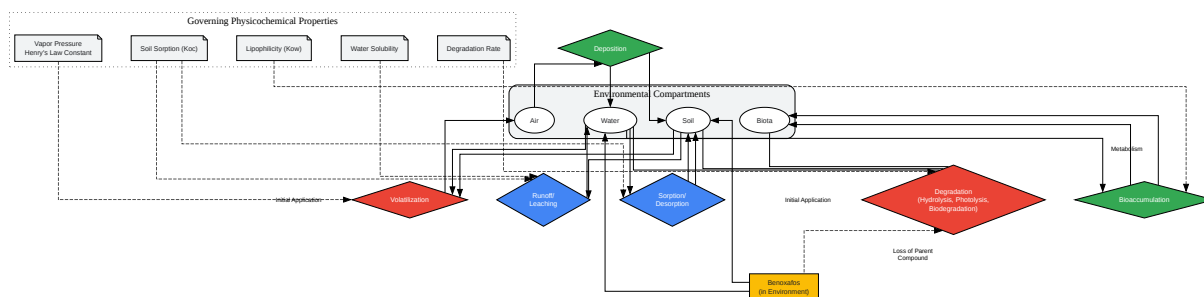 Governing Physicochemical Properties
Vapor Pressure
Henry's Law Constant
Soil Sorption (Koc)
Lipophilicity (Kow)
Water Solubility
Degradation Rate
Deposition
Environmental Compartments
Air
Water
Soil
Biota
Metabolism
Initial Application
Volatilization
Runoff/
Leaching
Sorption/
Desorption
Initial Application
Degradation
(Hydrolysis, Photolysis,
Biodegradation)
Bioaccumulation
Loss of Parent
Compound
Benoxafos
(in Environment)